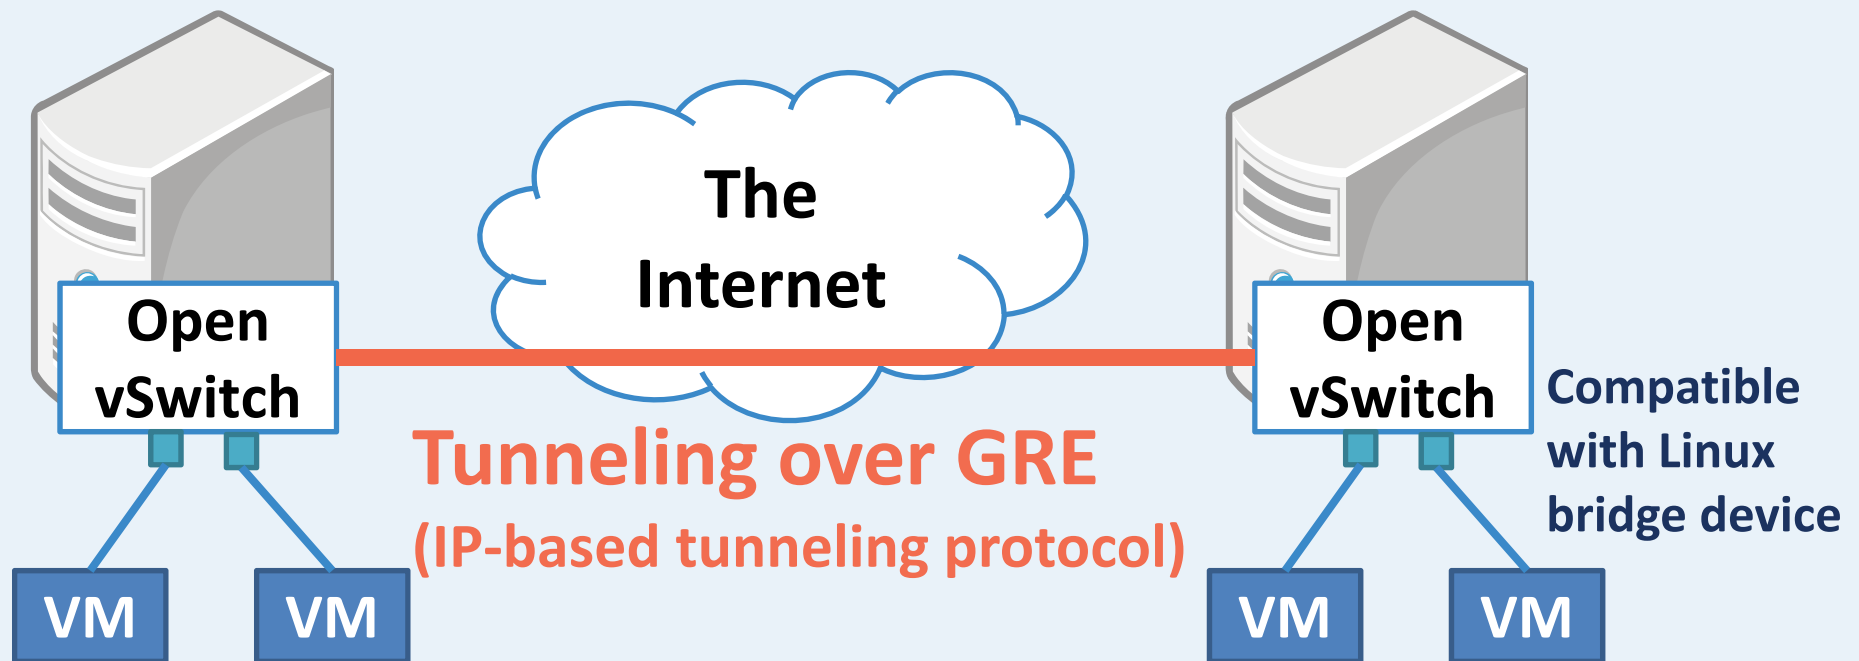 The
Internet
Open
vSwitch
Open
vSwitch
Compatible
with Linux
bridge device
Tunneling over GRE
(IP-based tunneling protocol)
VM
VM
VM
VM